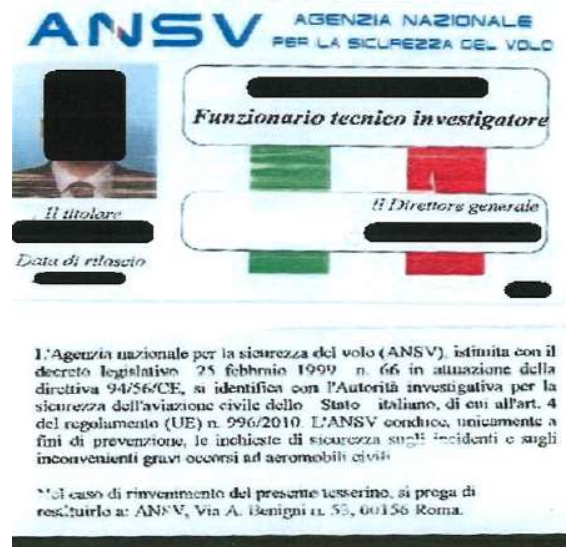 ANSV
AGENZIA NAZIONALE
PER LA SICUREZZA DEL VOLO
Funzionario tecnico investigatore
Il titolare
Il Direttore generale
Data di rilascio
L'Agenzia nazionale per la sicurezza del volo (ANSV), istituita con il
decreto legislativo 25 febbraio 1999 n. 66 in attuazione della
direttiva 94/56/CE, si identifica con l'Autorità investigativa per la
sicurezza dell'aviazione civile dello Stato italiano, di cui all'art. 4
del regolamento (UE) n. 996/2010. L'ANSV conduce, unicamente a
fini di prevenzione, le inchieste di sicurezza sugli incidenti e sugli
inconvenienti gravi occorsi ad aeromobili civili
Nel caso di rinvenimento del presente tesserino, si prega di
restituirlo a: ANSV, Via A. Benigni n. 53, 00156 Roma.